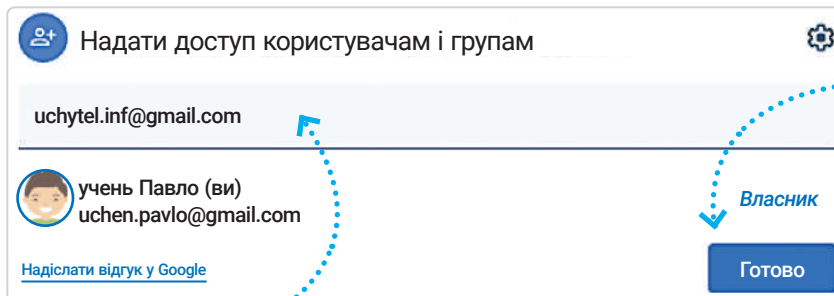 Надати доступ користувачам і групам
uchytel.inf@gmail.com
учень Павло (ви)
uchen.pavlo@gmail.com
Власник
Надіслати відгук у Google
Готово